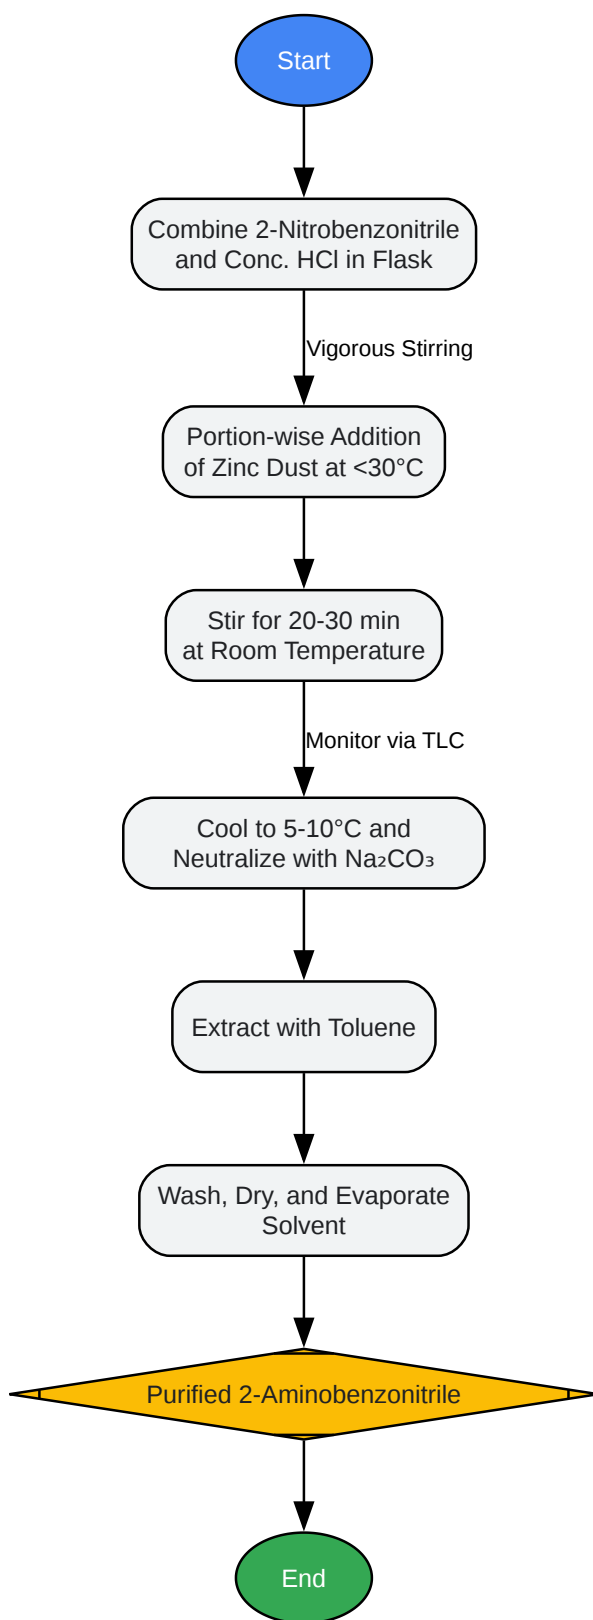 Start
Combine 2-Nitrobenzonitrile
and Conc. HCl in Flask
Vigorous Stirring
Portion-wise Addition
of Zinc Dust at <30°C
Stir for 20-30 min
at Room Temperature
Monitor via TLC
Cool to 5-10°C and
Neutralize with Na₂CO₃
Extract with Toluene
Wash, Dry, and Evaporate
Solvent
Purified 2-Aminobenzonitrile
End